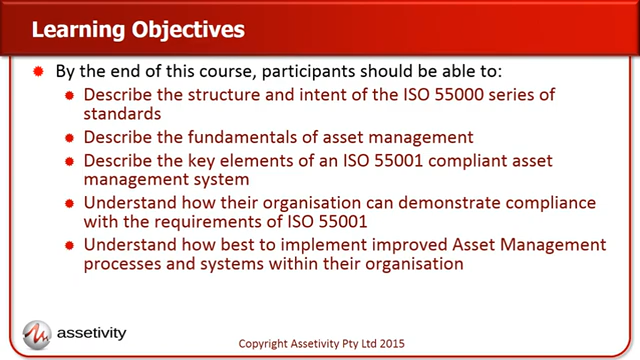 Learning Objectives
By the end of this course, participants should be able to:
Describe the structure and intent of the ISO 55000 series of
standards
Describe the fundamentals of asset management
Describe the key elements of an ISO 55001 compliant asset
management system
Understand how their organisation can demonstrate compliance
with the requirements of ISO 55001
Understand how best to implement improved Asset Management
processes and systems within their organisation
assetivity
Copyright Assetivity Pty Ltd 2015